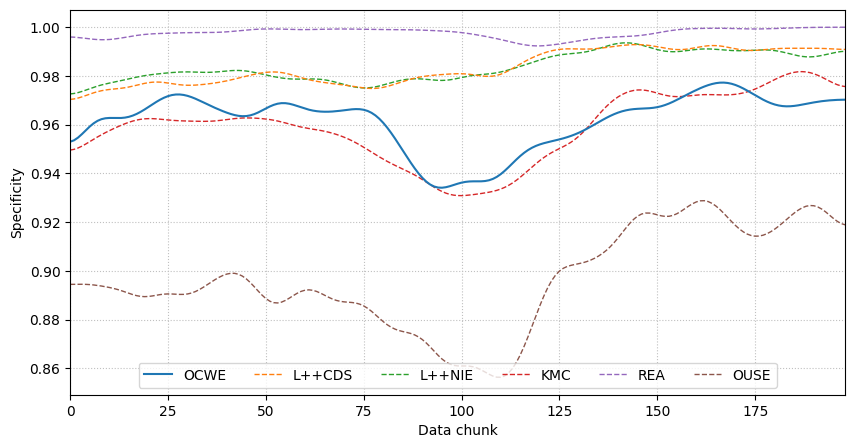 1.00
0.98
0.96
0.94
0.92
0.90
0.88
0.86
Specificity
OCWE L++CDS L++NIE KMC REA OUSE
0 25 50 75 100 125 150 175
Data chunk